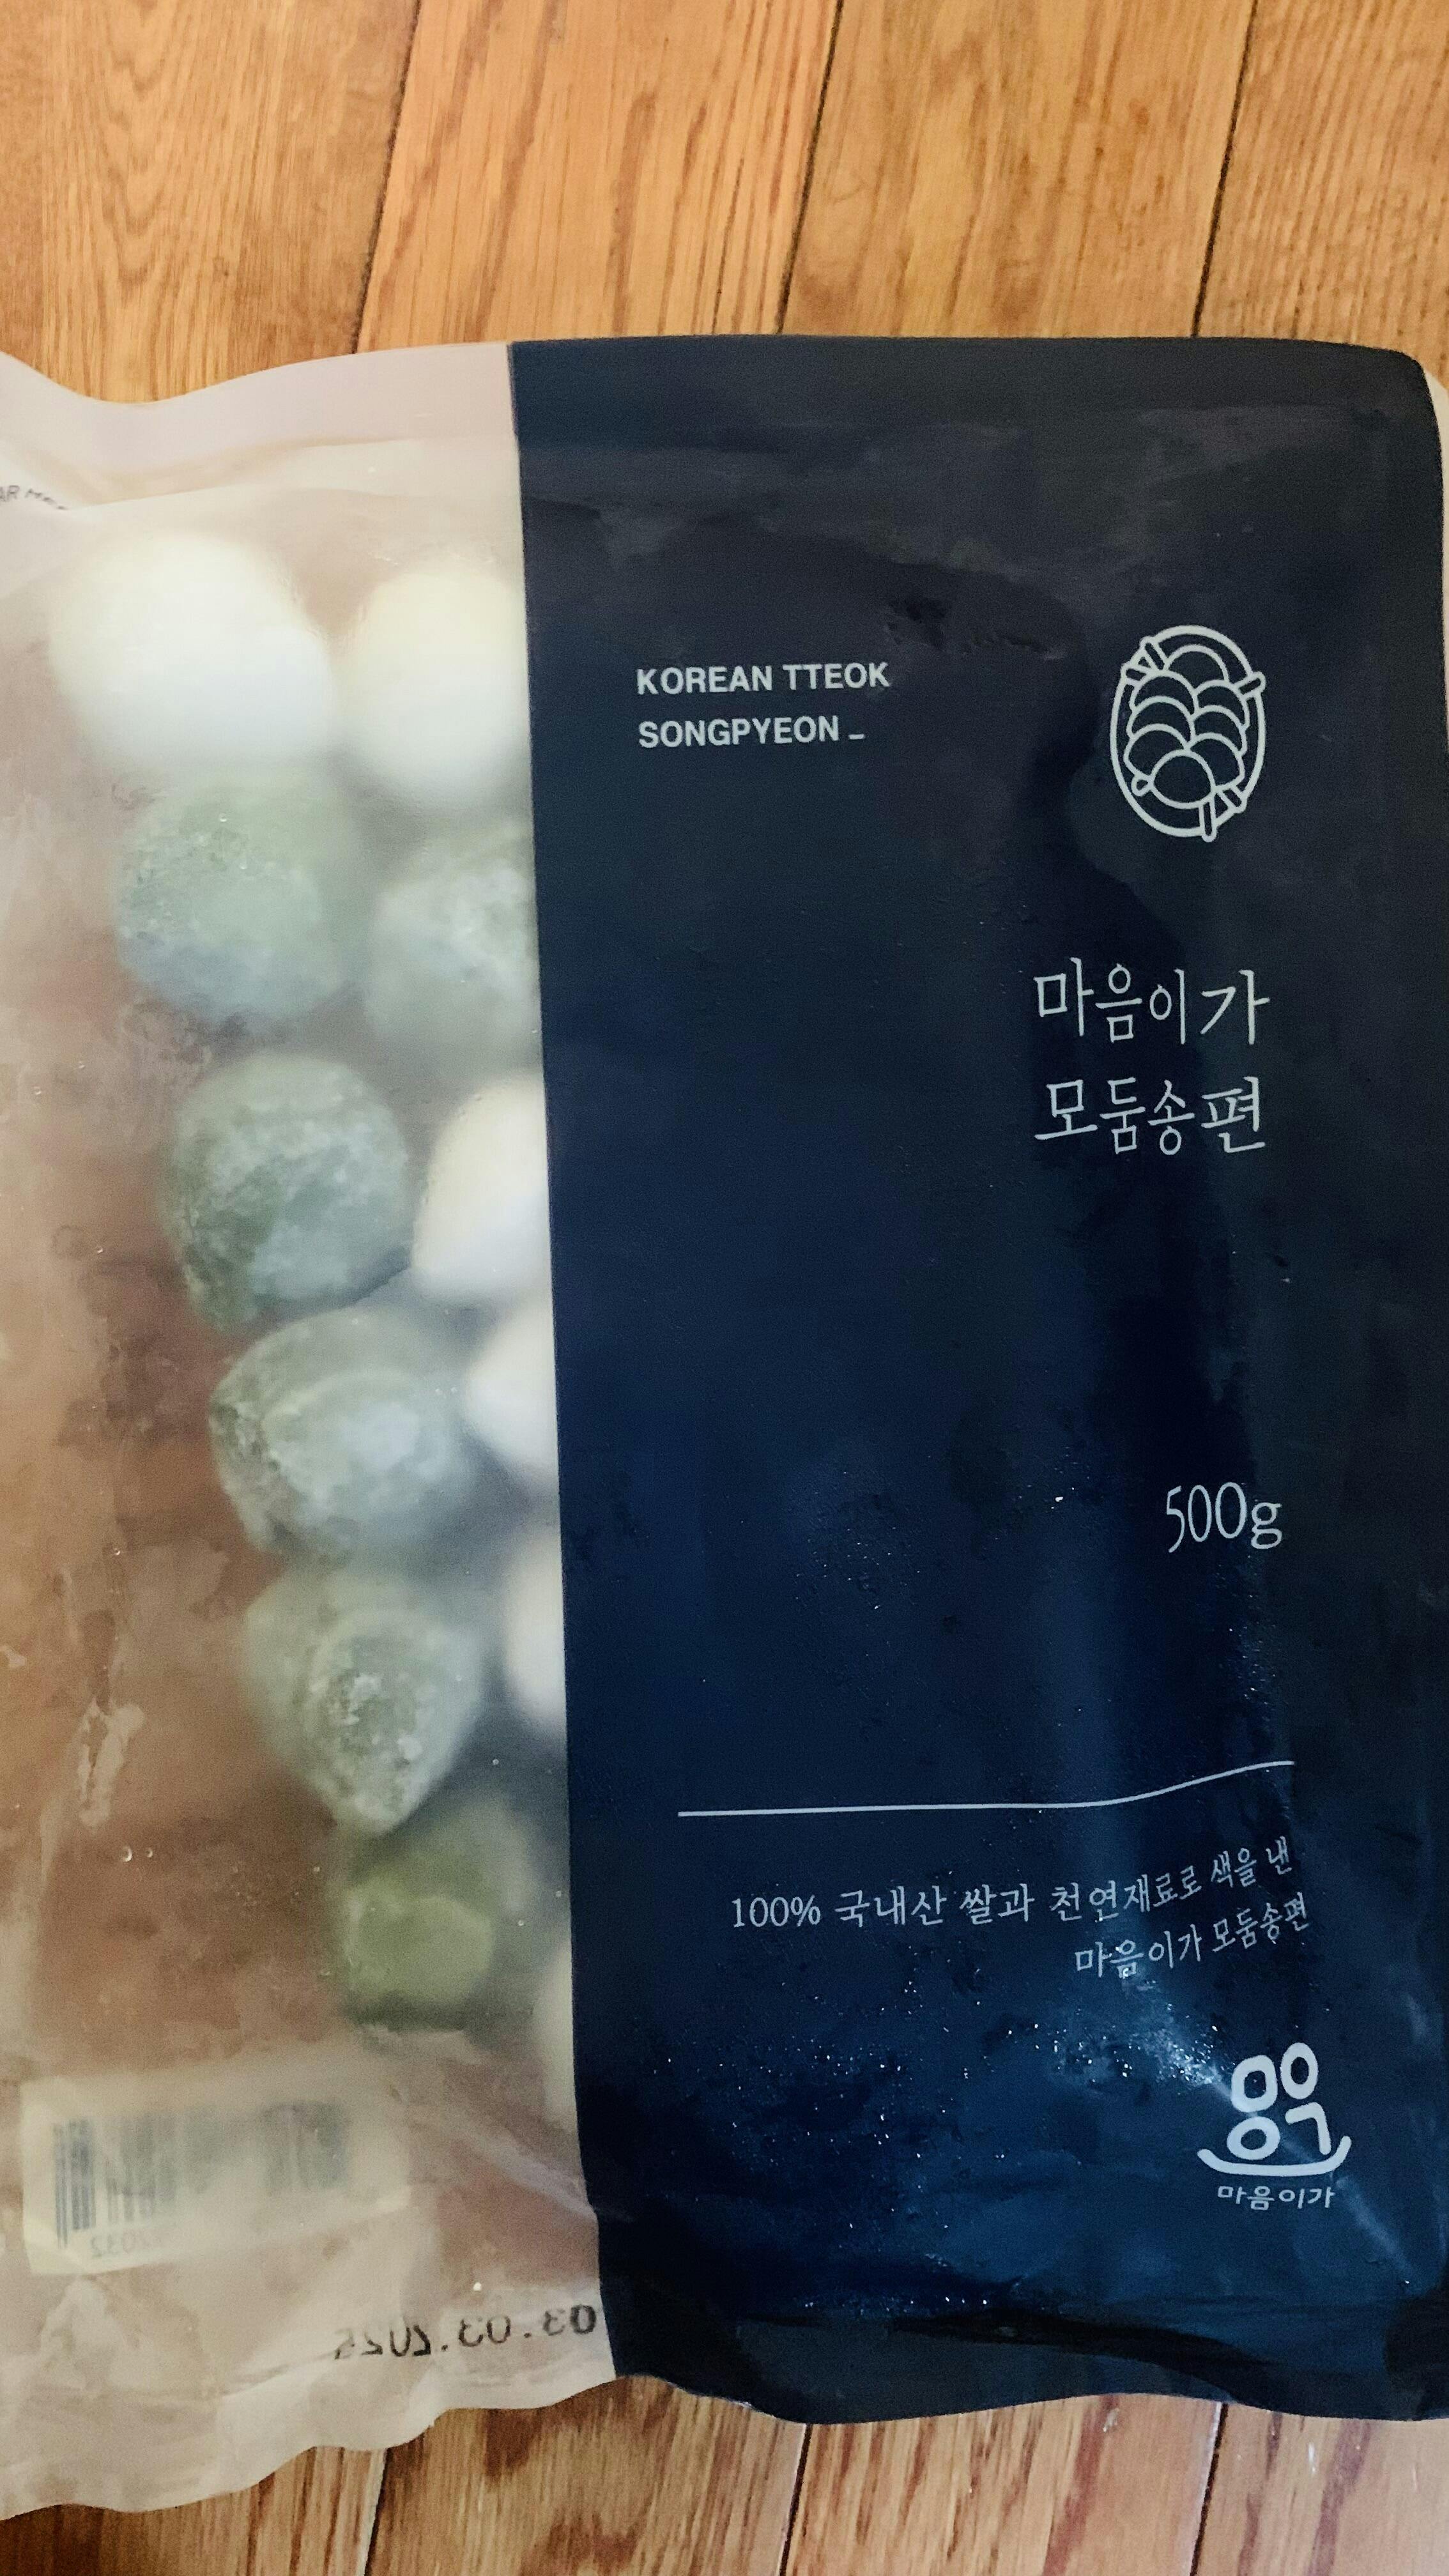 KOREAN TTEOK
SONGPYEON
마음이가
모둠송편
500g
100% 국내산 쌀과 천연재료로 색을 낸
마음이가 모둠송편
마음이가
2032